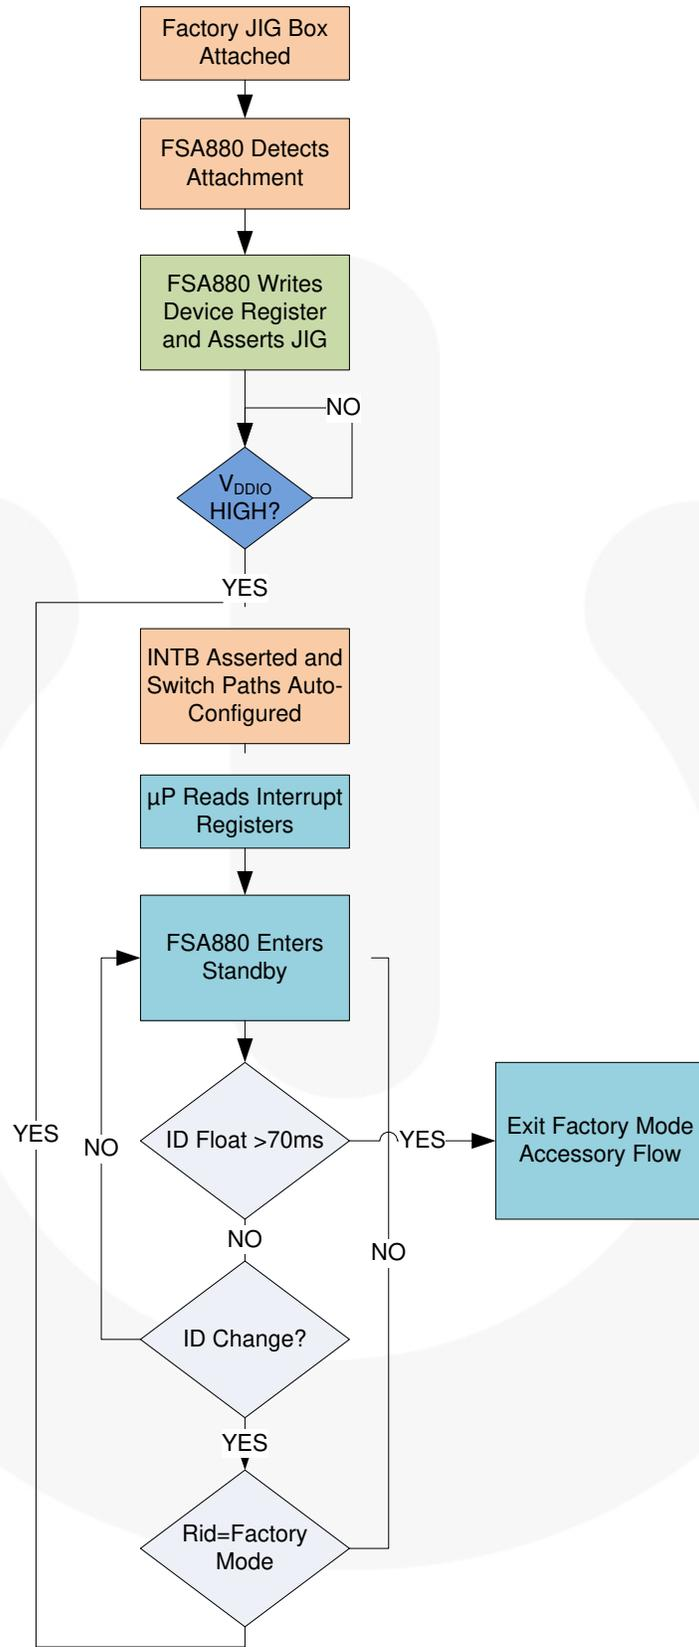 Factory JIG Box
Attached
FSA880 Detects
Attachment
FSA880 Writes
Device Register
and Asserts JIG
NO
VDDIO
HIGH?
YES
INTB Asserted and
Switch Paths Auto-
Configured
µP Reads Interrupt
Registers
FSA880 Enters
Standby
YES
NO
ID Float >70ms
YES
Exit Factory Mode
Accessory Flow
NO
NO
ID Change?
YES
Rid=Factory
Mode